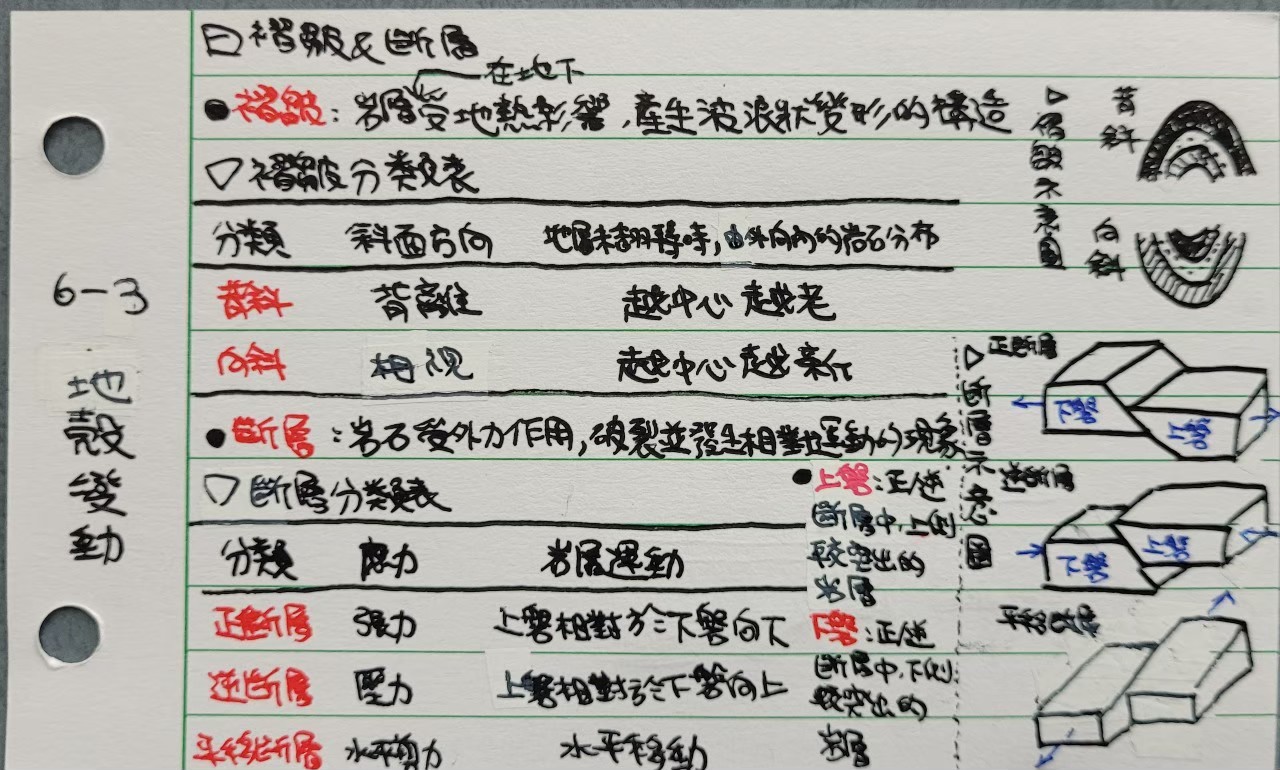 6-3
地殼變動
褶皺&斷層
在地下
●褶皺：岩層受地熱影響，產生波浪狀變形的構造
▽褶皺分類表
分類 斜面方向 地層未翻轉時，由外向內的岩石分布
背斜 背離 越中心越老
向斜 相視 越中心越新
●斷層：岩石受外力作用，破裂並發生相對運動的現象
▽斷層分類表
分類 應力 岩層運動
正斷層 張力 上盤相對於下盤向下
逆斷層 壓力 上盤相對於下盤向上
平移斷層 水平剪力 水平移動
●上盤：正逆
斷層中，上側
較突出的
岩層
下盤：正逆
斷層中，下側
較突出的
岩層
▷褶皺示意圖
背斜
向斜
▷斷層示意圖
正斷層
下盤
上盤
逆斷層
下盤
上盤
平移斷層